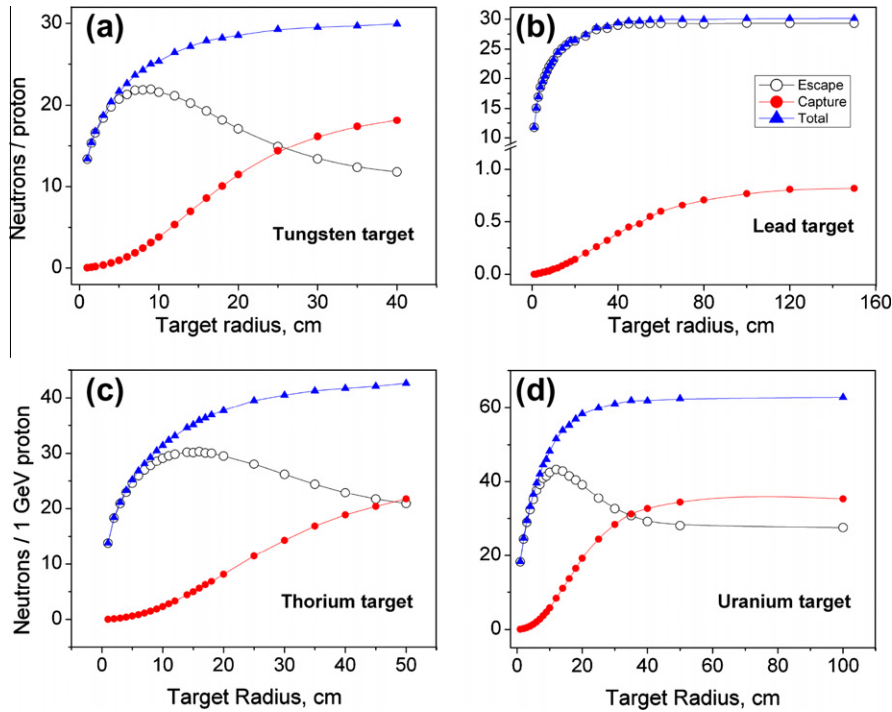 (a)
30
20
10
0
0
10
20
30
40
Neutrons / proton
Tungsten target
Target radius, cm
(b)
30
25
20
15
10
1.0
0.5
0.0
0
40
80
120
160
Escape
Capture
Total
Lead target
Target radius, cm
(c)
40
30
20
10
0
0
10
20
30
40
50
Neutrons / 1 GeV proton
Thorium target
Target Radius, cm
(d)
60
40
20
0
0
20
40
60
80
100
Uranium target
Target Radius, cm